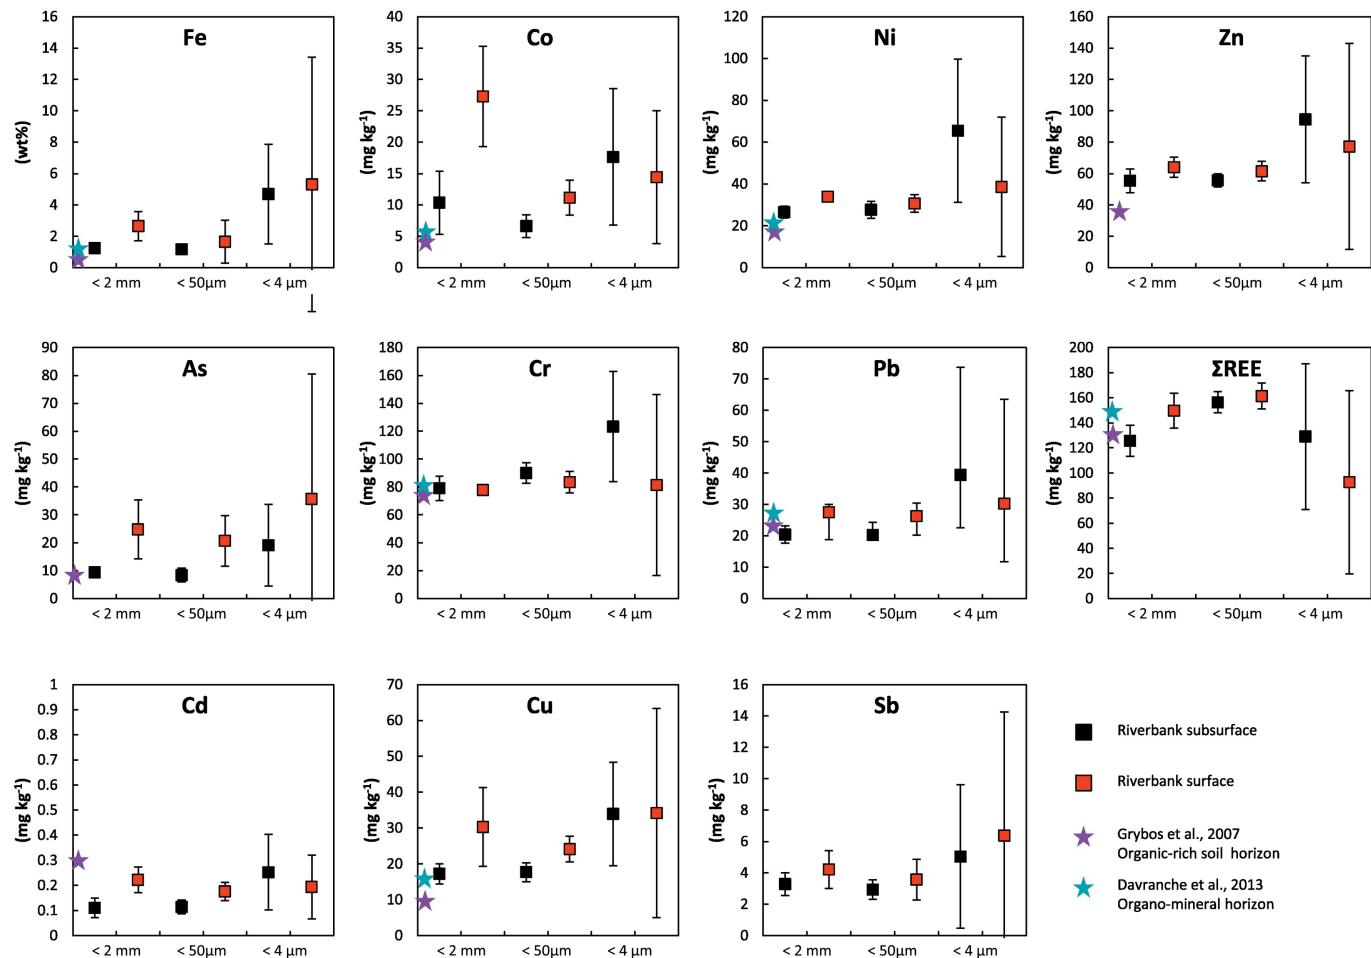 Fe
(wt%)
16
14
12
10
8
6
4
2
0
< 2 mm < 50µm < 4 µm
Co
(mg kg⁻¹)
40
35
30
25
20
15
10
5
0
< 2 mm < 50µm < 4 µm
Ni
(mg kg⁻¹)
120
100
80
60
40
20
0
< 2 mm < 50µm < 4 µm
Zn
(mg kg⁻¹)
160
140
120
100
80
60
40
20
0
< 2 mm < 50µm < 4 µm
As
(mg kg⁻¹)
90
80
70
60
50
40
30
20
10
0
< 2 mm < 50µm < 4 µm
Cr
(mg kg⁻¹)
180
160
140
120
100
80
60
40
20
0
< 2 mm < 50µm < 4 µm
Pb
(mg kg⁻¹)
80
70
60
50
40
30
20
10
0
< 2 mm < 50µm < 4 µm
ΣREE
(mg kg⁻¹)
200
180
160
140
120
100
80
60
40
20
0
< 2 mm < 50µm < 4 µm
Cd
(mg kg⁻¹)
1
0.9
0.8
0.7
0.6
0.5
0.4
0.3
0.2
0.1
0
< 2 mm < 50µm < 4 µm
Cu
(mg kg⁻¹)
70
60
50
40
30
20
10
0
< 2 mm < 50µm < 4 µm
Sb
(mg kg⁻¹)
16
14
12
10
8
6
4
2
0
< 2 mm < 50µm < 4 µm
Riverbank subsurface
Riverbank surface
Grybos et al., 2007
Organic-rich soil horizon
Davranche et al., 2013
Organo-mineral horizon